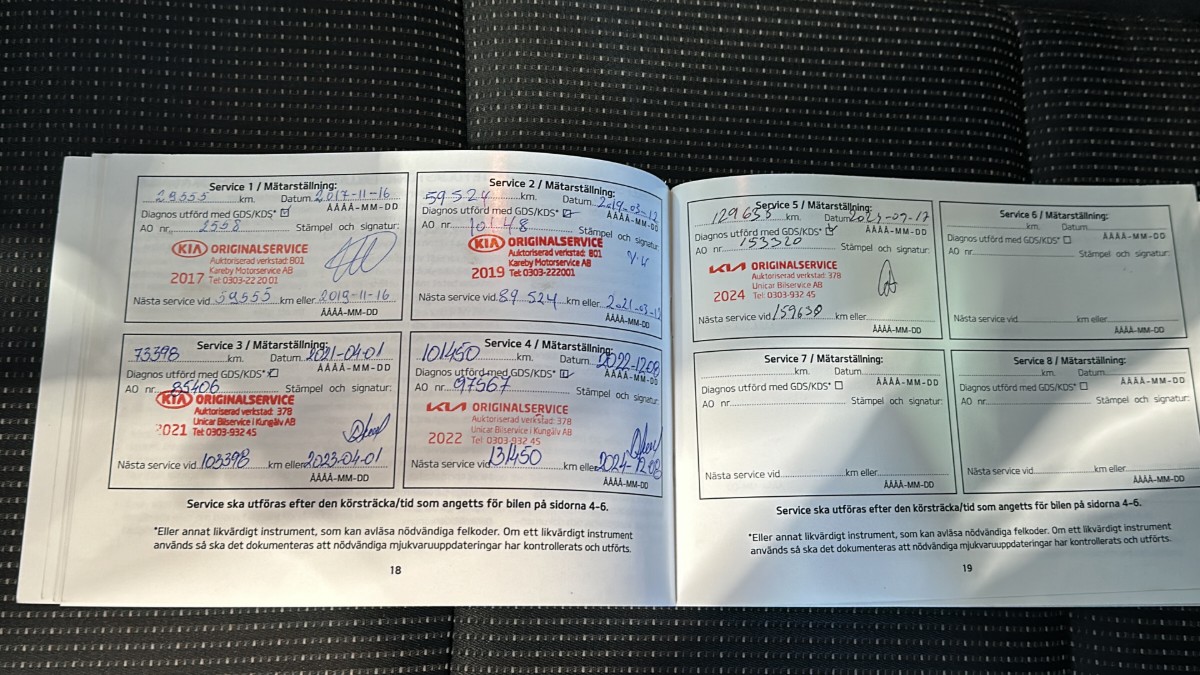 Service 1 / Mätarställning:
29555 km. Datum 2017-11-16
Diagnos utförd med GDS/KDS* ☑ ÅÅÅÅ-MM-DD
AO nr. 2558 Stämpel och signatur:
KIA ORIGINALSERVICE
Auktoriserad verkstad: 801
Kareby Motorservice AB
2017 Tel: 0303-22 20 01
Nästa service vid 59555 km eller 2019-11-16
ÅÅÅÅ-MM-DD
Service 2 / Mätarställning:
59524 km. Datum 2019-03-12
Diagnos utförd med GDS/KDS* ☑ ÅÅÅÅ-MM-DD
AO nr. 10148 Stämpel och signatur:
KIA ORIGINALSERVICE
Auktoriserad verkstad: 801
Kareby Motorservice AB
2019 Tel: 0303-222001
Nästa service vid 89524 km eller 2021-03-12
ÅÅÅÅ-MM-DD
Service 3 / Mätarställning:
73398 km. Datum 2021-04-01
Diagnos utförd med GDS/KDS* ☑ ÅÅÅÅ-MM-DD
AO nr. 85406 Stämpel och signatur:
KIA ORIGINALSERVICE
Auktoriserad verkstad: 378
Unicar Bilservice i Kungälv AB
2021 Tel: 0303-932 45
Nästa service vid 103398 km eller 2023-04-01
ÅÅÅÅ-MM-DD
Service 4 / Mätarställning:
101450 km. Datum 2022-12-08
Diagnos utförd med GDS/KDS* ☑ ÅÅÅÅ-MM-DD
AO nr. 97567 Stämpel och signatur:
KIA ORIGINALSERVICE
Auktoriserad verkstad: 378
Unicar Bilservice i Kungälv AB
2022 Tel: 0303-932 45
Nästa service vid 131450 km eller 2024-12-08
ÅÅÅÅ-MM-DD
Service ska utföras efter den körsträcka/tid som angetts för bilen på sidorna 4-6.
*Eller annat likvärdigt instrument, som kan avläsa nödvändiga felkoder. Om ett likvärdigt instrument
används så ska det dokumenteras att nödvändiga mjukvaruuppdateringar har kontrollerats och utförts.
18
Service 5 / Mätarställning:
km. Datum
Diagnos utförd med GDS/KDS* ☑ ÅÅÅÅ-MM-DD
AO nr. 153320 Stämpel och signatur:
KIA ORIGINALSERVICE
Auktoriserad verkstad: 378
Unicar Bilservice AB
2024 Tel: 0303-932 45
Nästa service vid 159630 km eller
ÅÅÅÅ-MM-DD
Service 6 / Mätarställning:
km. Datum
Diagnos utförd med GDS/KDS* ☐ ÅÅÅÅ-MM-DD
AO nr. Stämpel och signatur:
Nästa service vid km eller
ÅÅÅÅ-MM-DD
Service 7 / Mätarställning:
km. Datum
Diagnos utförd med GDS/KDS* ☐ ÅÅÅÅ-MM-DD
AO nr. Stämpel och signatur:
Nästa service vid km eller
ÅÅÅÅ-MM-DD
Service 8 / Mätarställning:
km. Datum
Diagnos utförd med GDS/KDS* ☐ ÅÅÅÅ-MM-DD
AO nr. Stämpel och signatur:
Nästa service vid km eller
ÅÅÅÅ-MM-DD
Service ska utföras efter den körsträcka/tid som angetts för bilen på sidorna 4-6.
*Eller annat likvärdigt instrument, som kan avläsa nödvändiga felkoder. Om ett likvärdigt instrument
används så ska det dokumenteras att nödvändiga mjukvaruuppdateringar har kontrollerats och utförts.
19